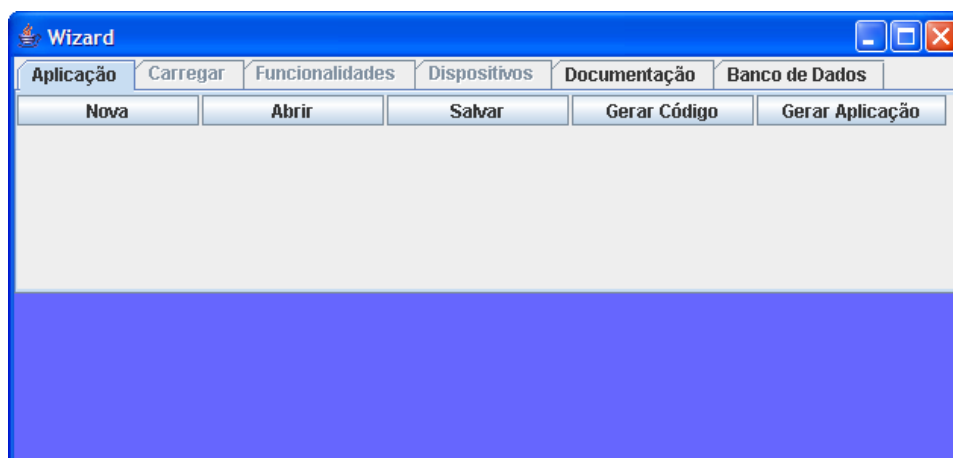 Wizard
Aplicação Carregar Funcionalidades Dispositivos Documentação Banco de Dados
Nova Abrir Salvar Gerar Código Gerar Aplicação